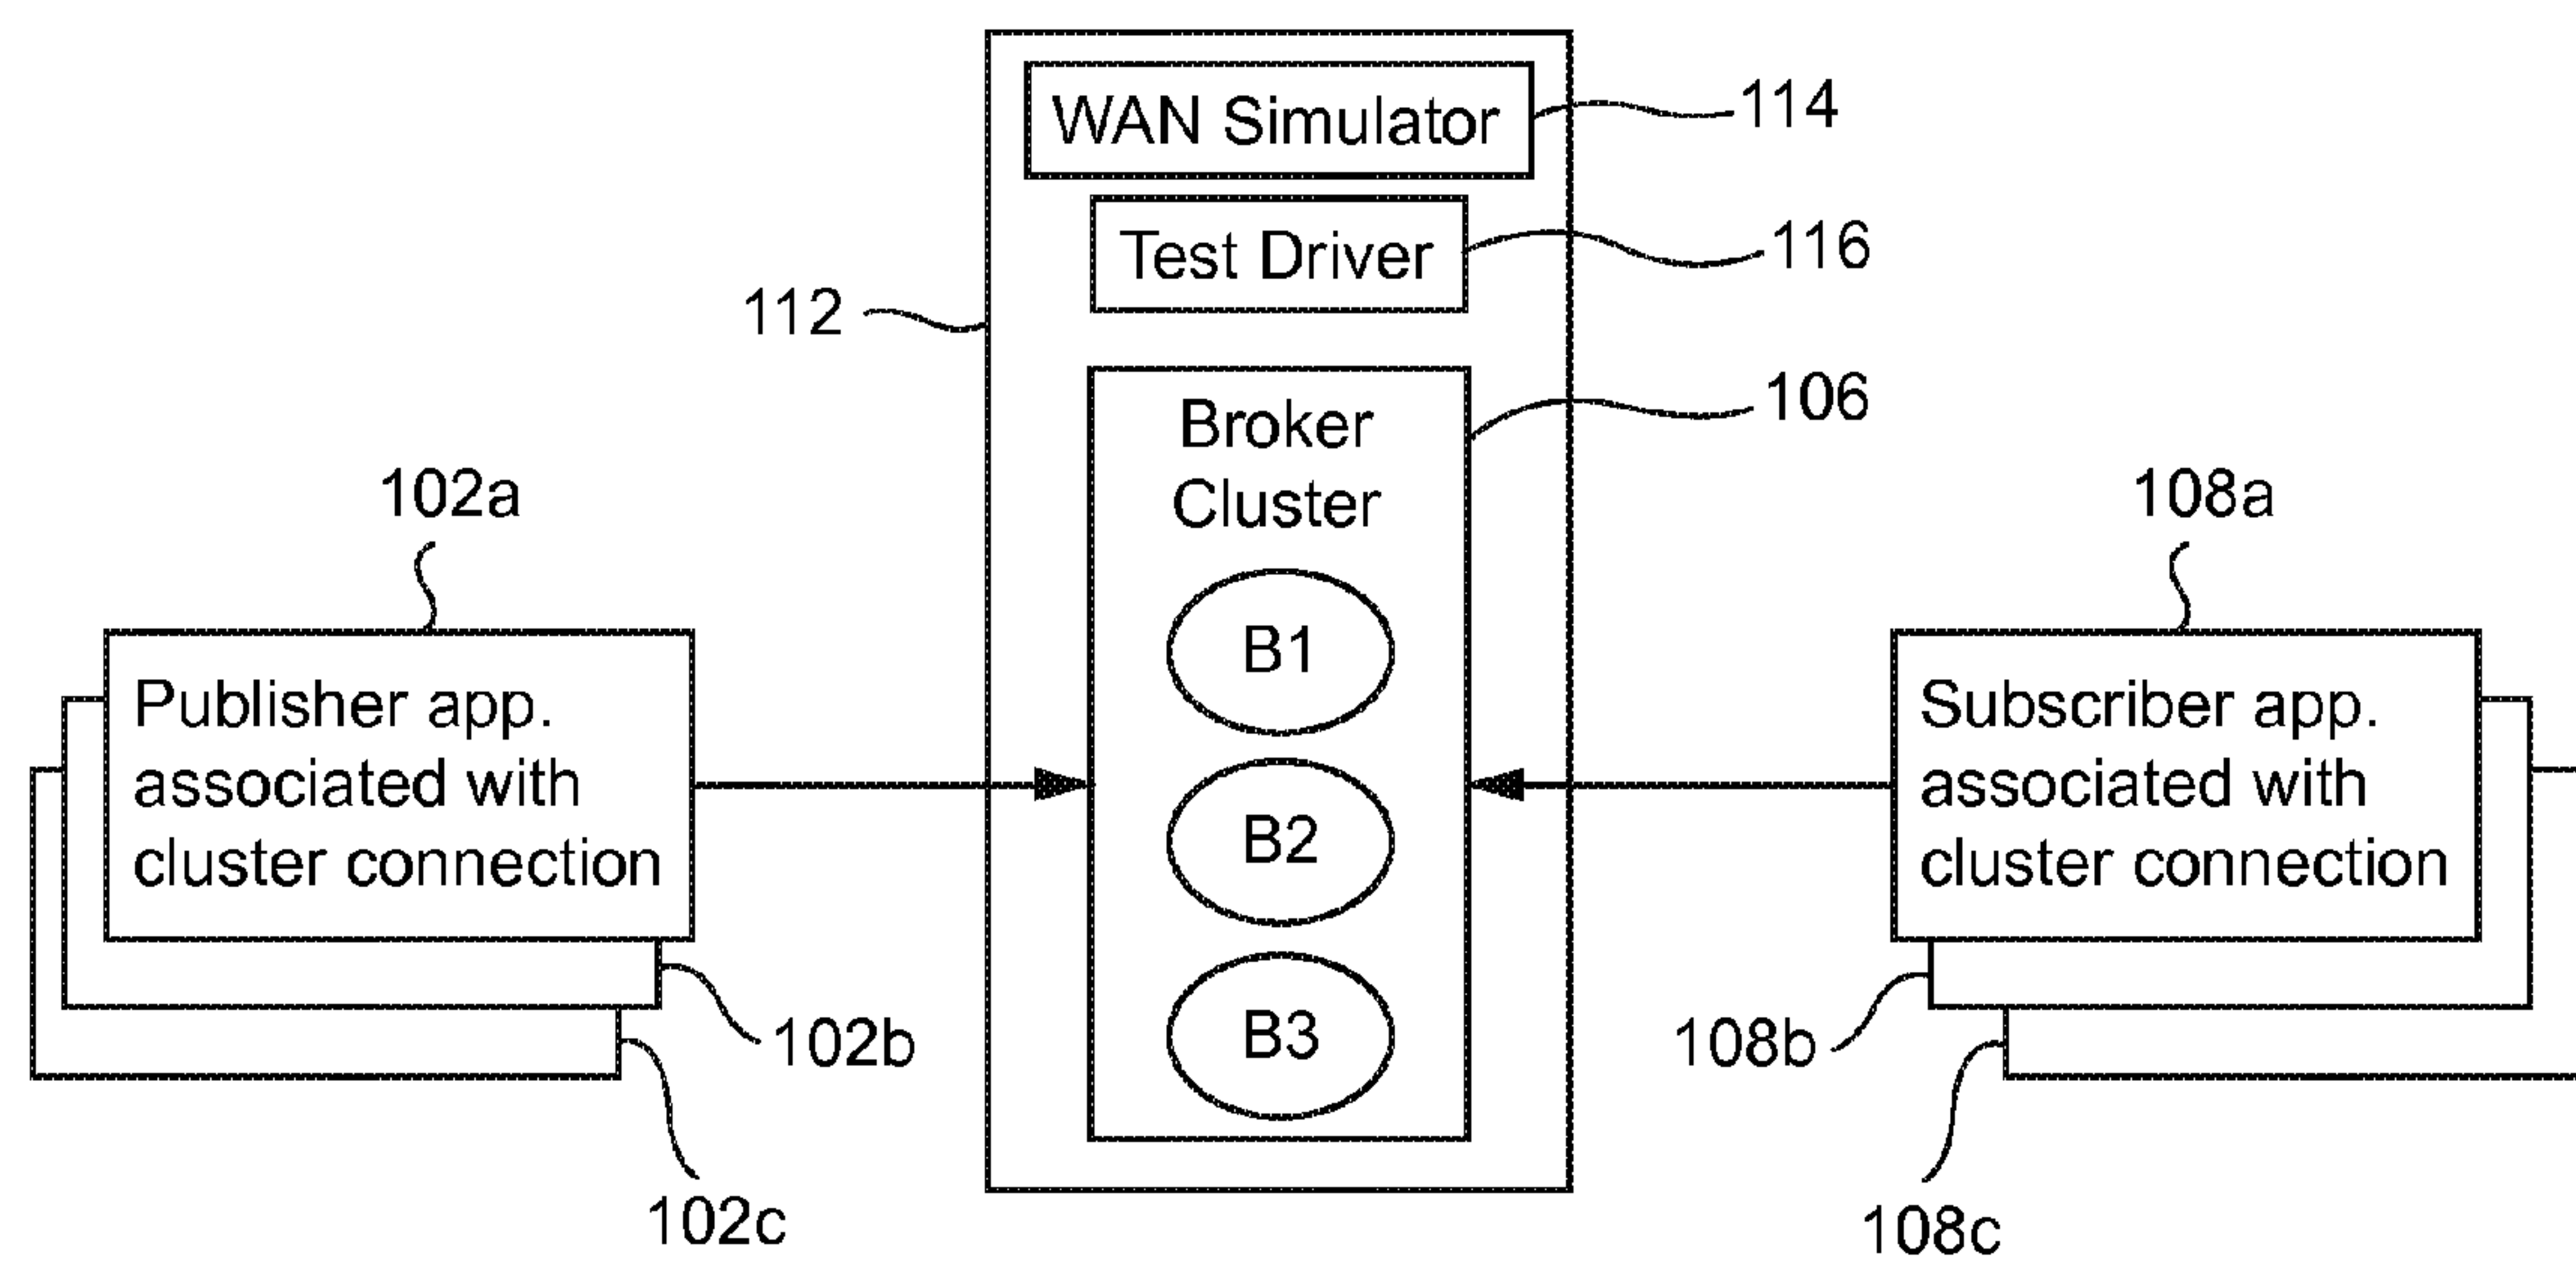 WAN Simulator
114
Test Driver
116
112
Broker
Cluster
106
B1
B2
B3
102a
Publisher app.
associated with
cluster connection
102b
102c
108a
Subscriber app.
associated with
cluster connection
108b
108c